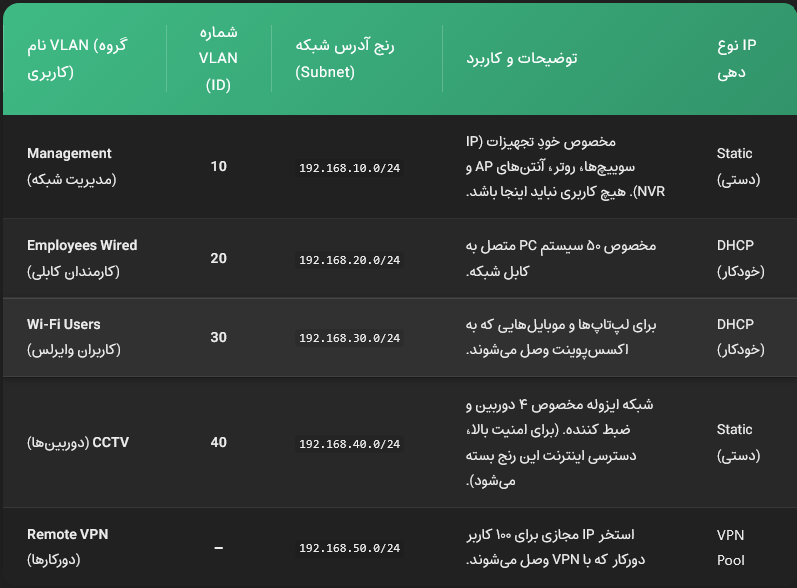 نام VLAN (گروه
کاربری)
شماره
VLAN
(ID)
رنج آدرس شبکه
(Subnet)
توضیحات و کاربرد
نوع IP
دهی
Management
(مدیریت شبکه)
10
192.168.10.0/24
مخصوص خودِ تجهیزات (IP
سوییچ‌ها، روتر، آنتن‌های AP و
NVR). هیچ کاربری نباید اینجا باشد.
Static
(دستی)
Employees Wired
(کارمندان کابلی)
20
192.168.20.0/24
مخصوص ۵۰ سیستم PC متصل به
کابل شبکه.
DHCP
(خودکار)
Wi-Fi Users
(کاربران وایرلس)
30
192.168.30.0/24
برای لپ‌تاپ‌ها و موبایل‌هایی که به
اکسس‌پوینت وصل می‌شوند.
DHCP
(خودکار)
CCTV (دوربین‌ها)
40
192.168.40.0/24
شبکه ایزوله مخصوص ۴ دوربین و
ضبط کننده. (برای امنیت بالا،
دسترسی اینترنت این رنج بسته
می‌شود).
Static
(دستی)
Remote VPN
(دورکارها)
–
192.168.50.0/24
استخر IP مجازی برای ۱۰۰ کاربر
دورکار که با VPN وصل می‌شوند.
VPN
Pool